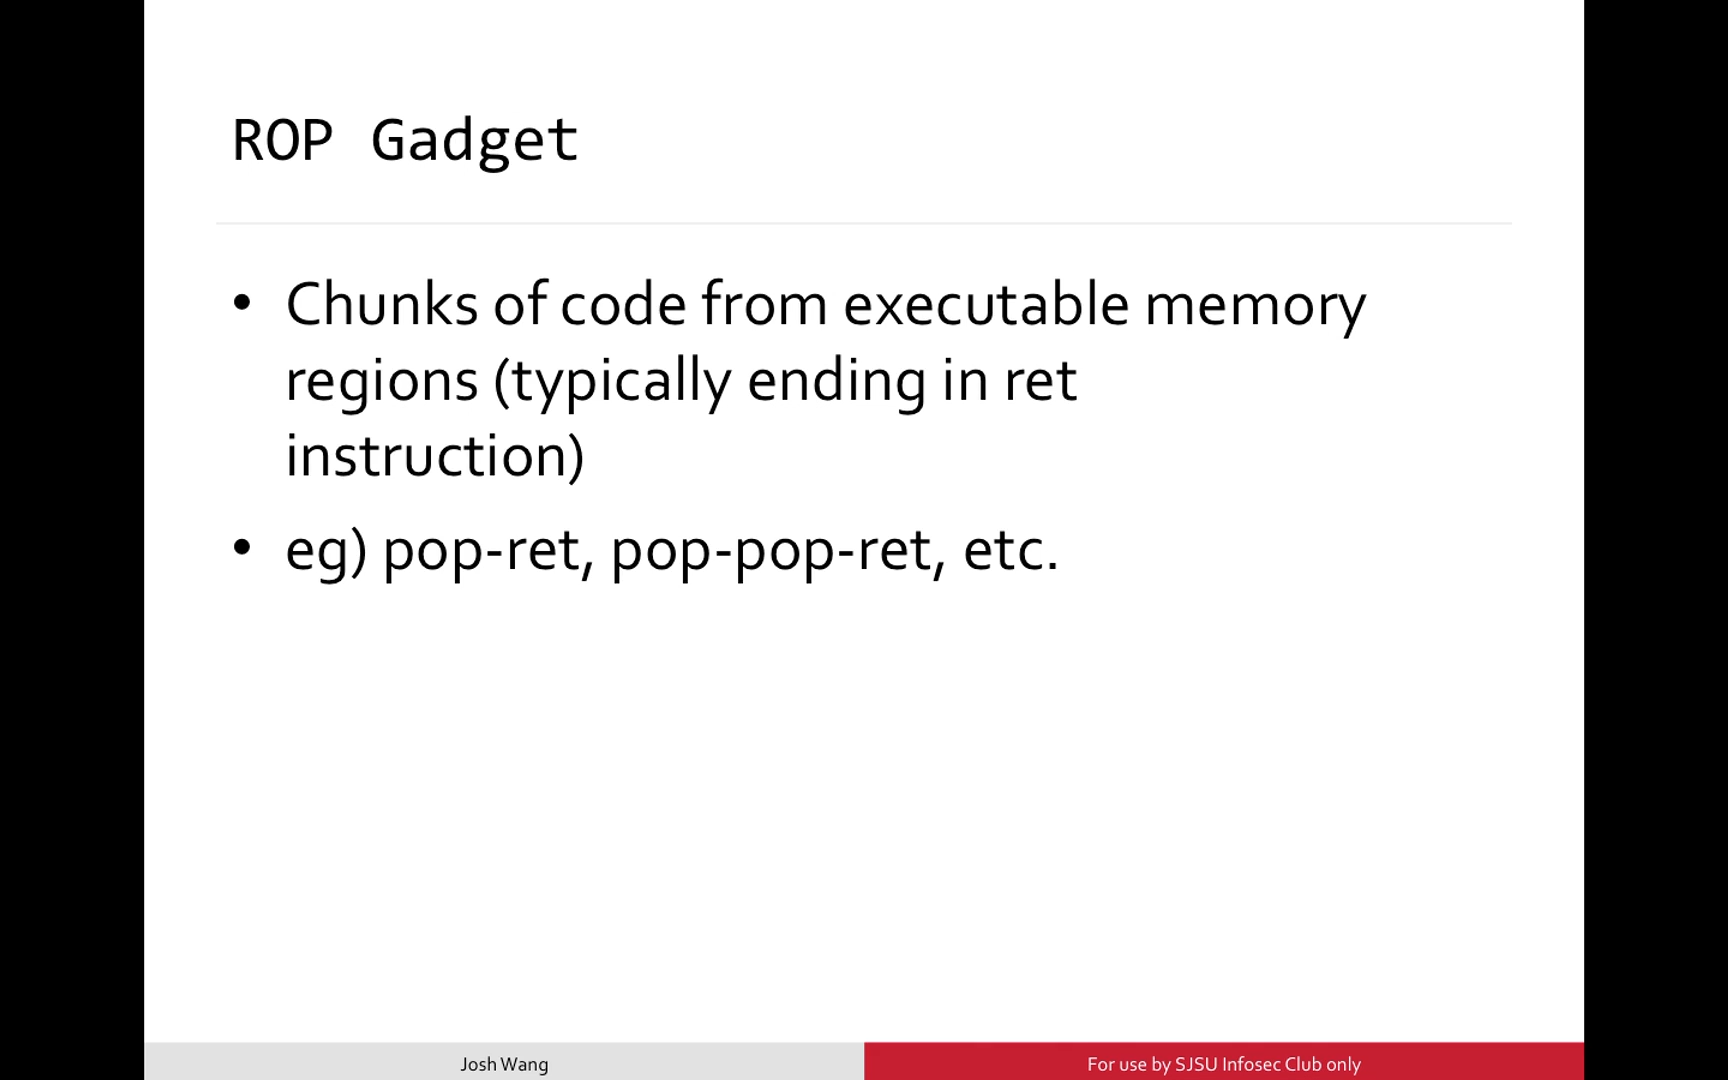 ROP Gadget
• Chunks of code from executable memory
regions (typically ending in ret
instruction)
• eg) pop-ret, pop-pop-ret, etc.
Josh Wang
For use by SJSU Infosec Club only